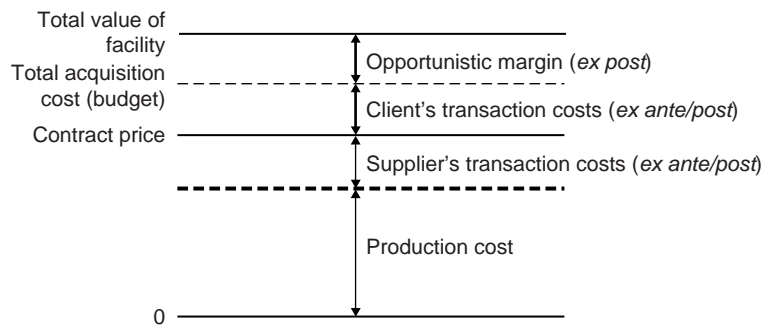 Total value of
facility
Opportunistic margin (ex post)
Total acquisition
cost (budget)
Client's transaction costs (ex ante/post)
Contract price
Supplier's transaction costs (ex ante/post)
Production cost
0